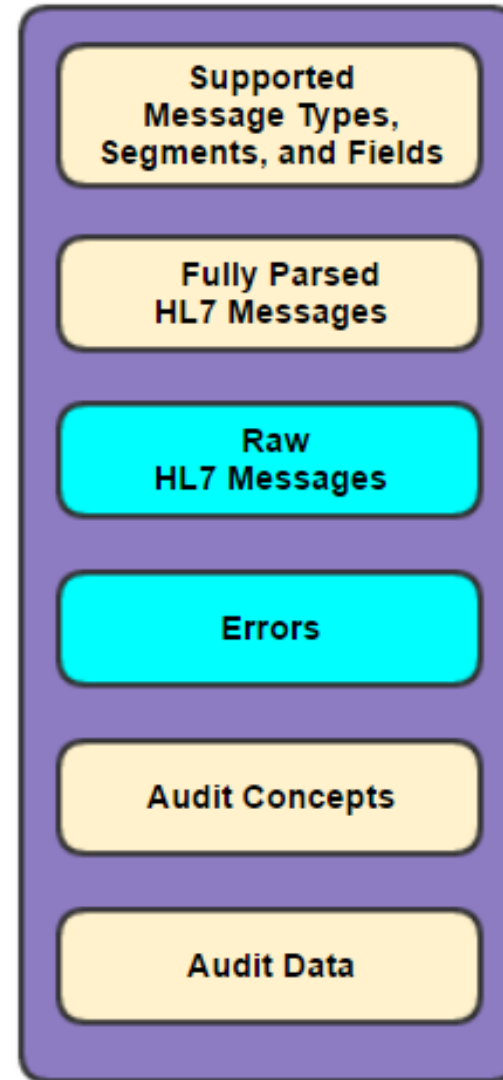 Supported
Message Types,
Segments, and Fields
Fully Parsed
HL7 Messages
Raw
HL7 Messages
Errors
Audit Concepts
Audit Data